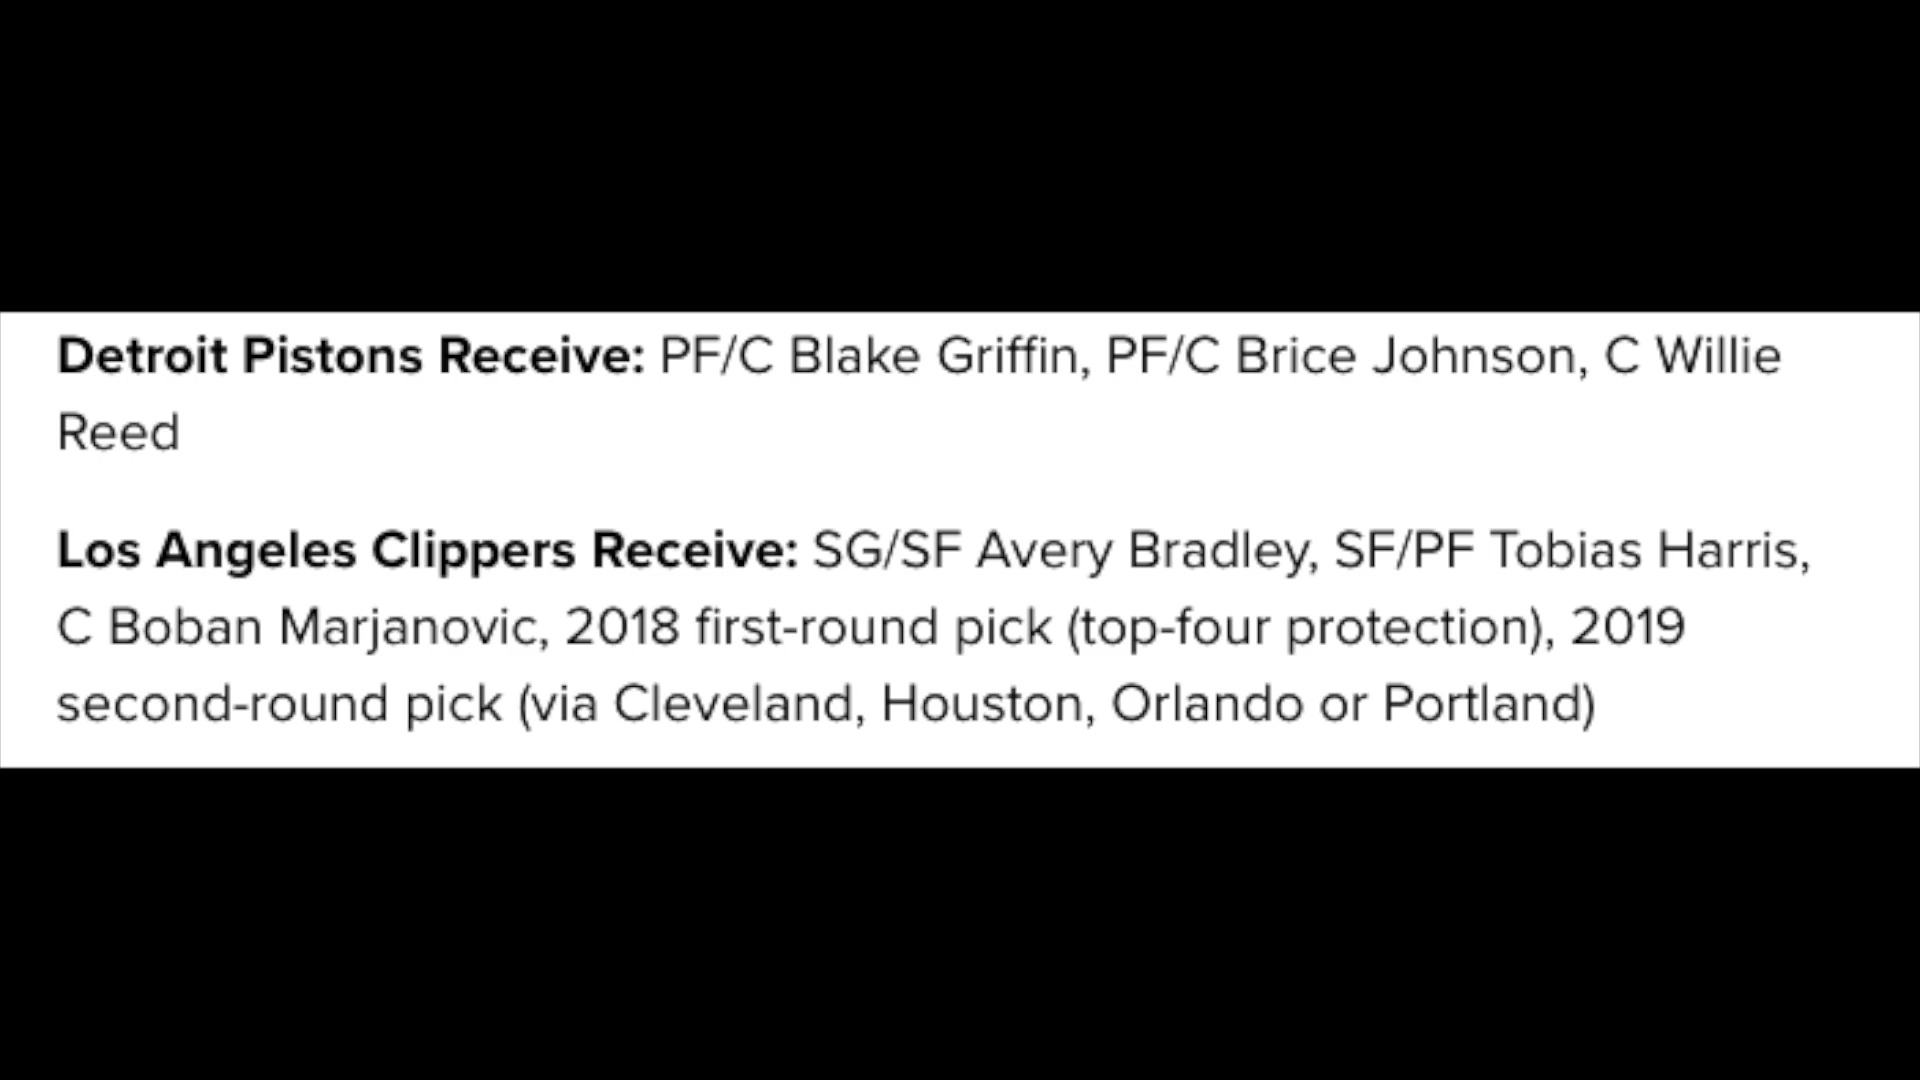 Detroit Pistons Receive: PF/C Blake Griffin, PF/C Brice Johnson, C Willie
Reed
Los Angeles Clippers Receive: SG/SF Avery Bradley, SF/PF Tobias Harris,
C Boban Marjanovic, 2018 first-round pick (top-four protection), 2019
second-round pick (via Cleveland, Houston, Orlando or Portland)